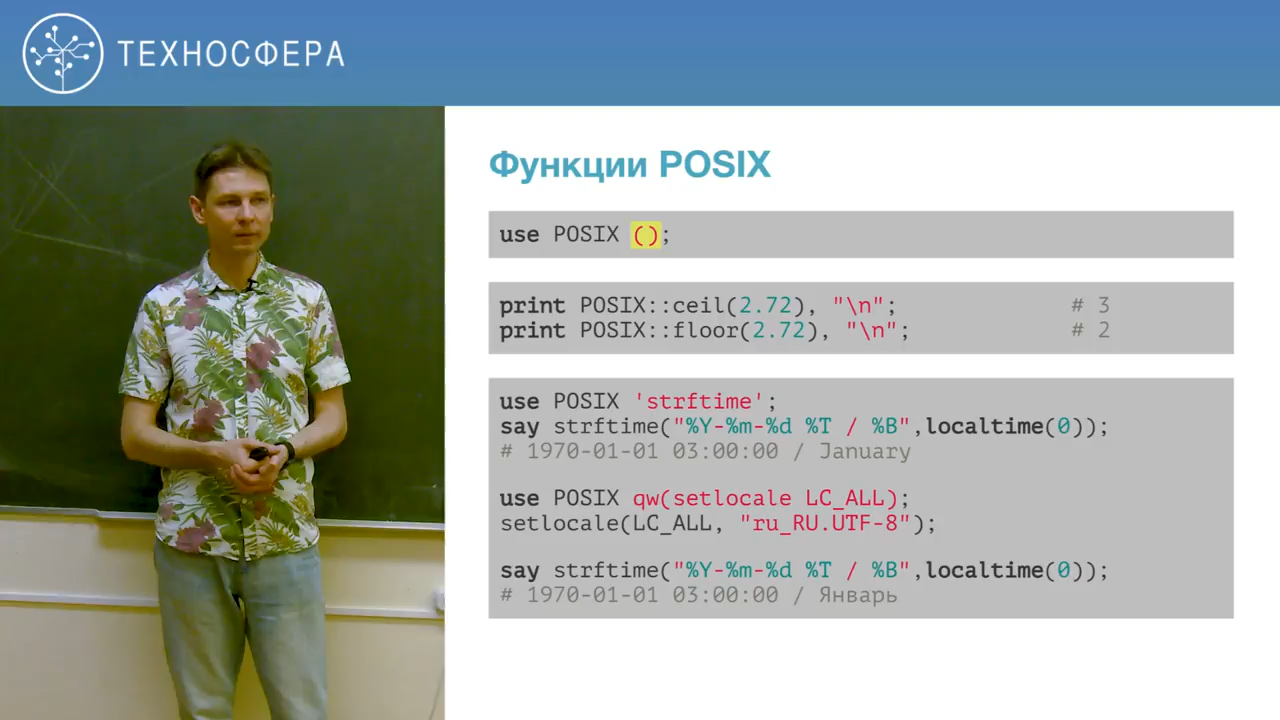 ТЕХНОСФЕРА
Функции POSIX
use POSIX ();
print POSIX::ceil(2.72), "\n"; # 3
print POSIX::floor(2.72), "\n"; # 2
use POSIX 'strftime';
say strftime("%Y-%m-%d %T / %B",localtime(0));
# 1970-01-01 03:00:00 / January
use POSIX qw(setlocale LC_ALL);
setlocale(LC_ALL, "ru_RU.UTF-8");
say strftime("%Y-%m-%d %T / %B",localtime(0));
# 1970-01-01 03:00:00 / Январь